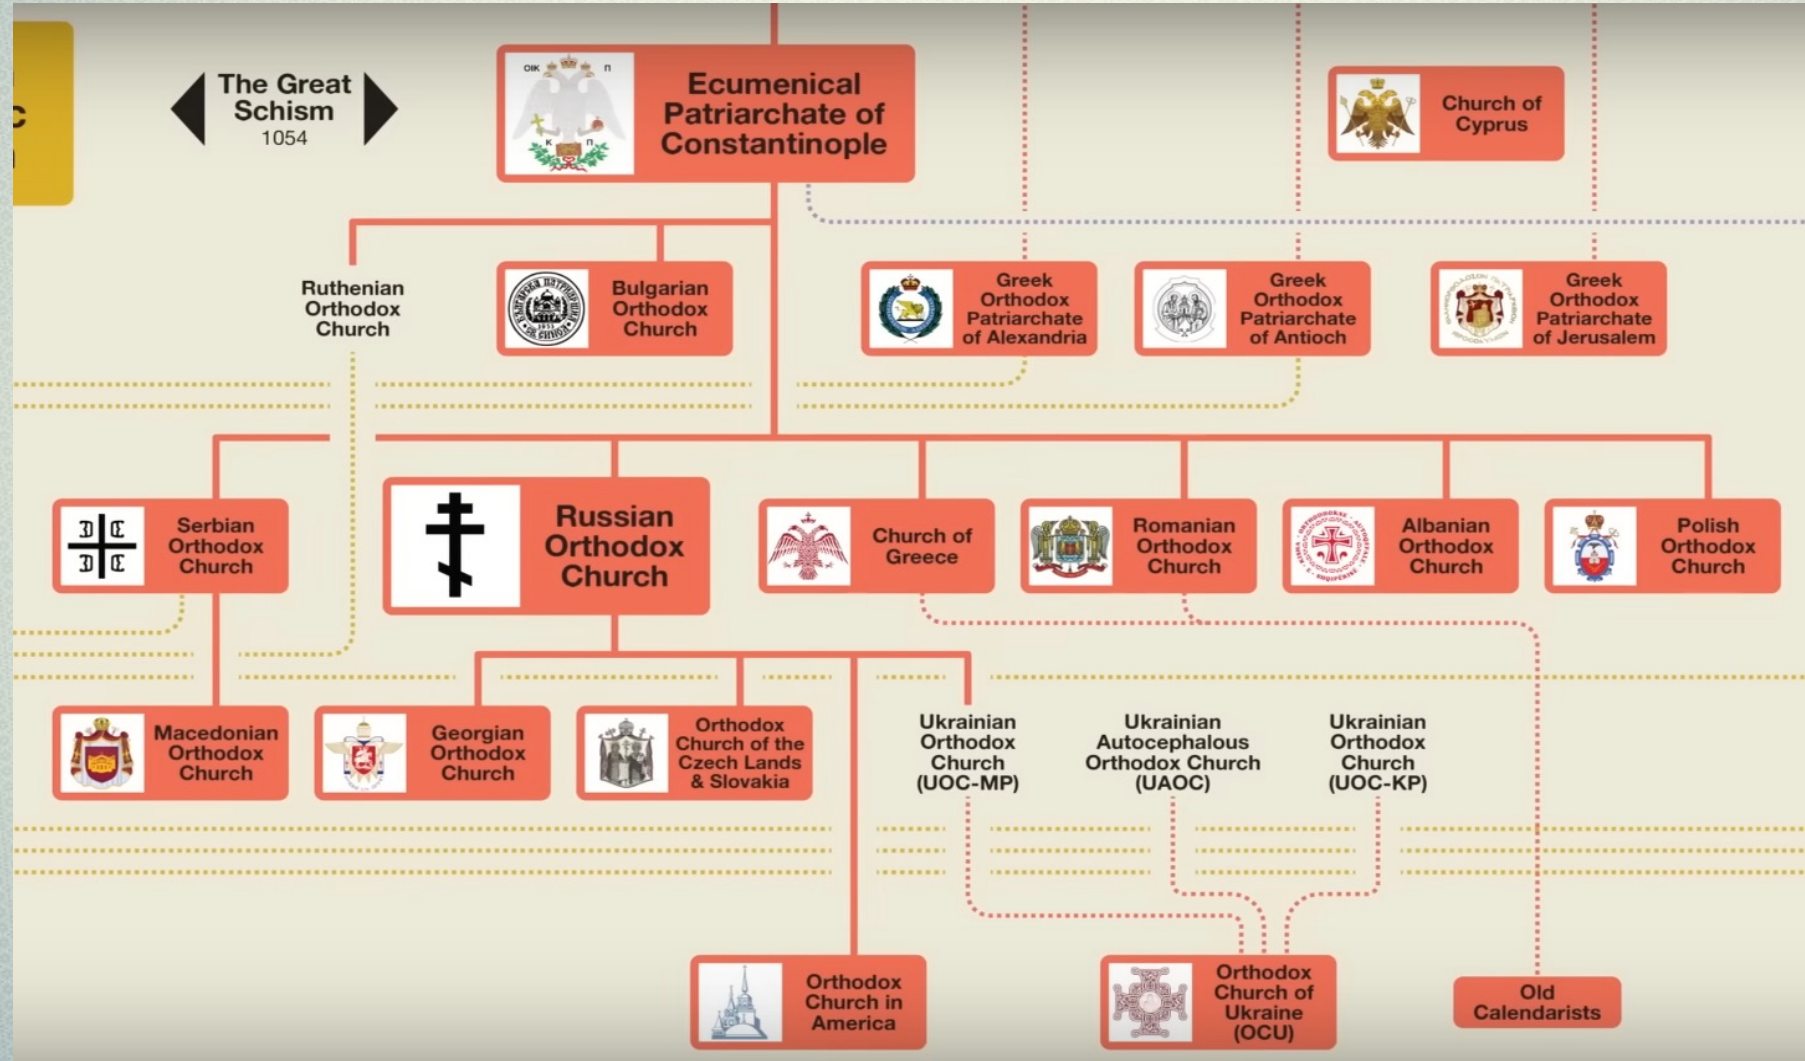 C
The Great
Schism
1054
ΟΙΚ
Π
Κ
Π
Ecumenical
Patriarchate of
Constantinople
Church of
Cyprus
Ruthenian
Orthodox
Church
Bulgarian
Orthodox
Church
Greek
Orthodox
Patriarchate
of Alexandria
Greek
Orthodox
Patriarchate
of Antioch
Greek
Orthodox
Patriarchate
of Jerusalem
Serbian
Orthodox
Church
Russian
Orthodox
Church
Church of
Greece
Romanian
Orthodox
Church
Albanian
Orthodox
Church
Polish
Orthodox
Church
Macedonian
Orthodox
Church
Georgian
Orthodox
Church
Orthodox
Church of the
Czech Lands
& Slovakia
Ukrainian
Orthodox
Church
(UOC-MP)
Ukrainian
Autocephalous
Orthodox Church
(UAOC)
Ukrainian
Orthodox
Church
(UOC-KP)
Orthodox
Church in
America
Orthodox
Church of
Ukraine
(OCU)
Old
Calendarists